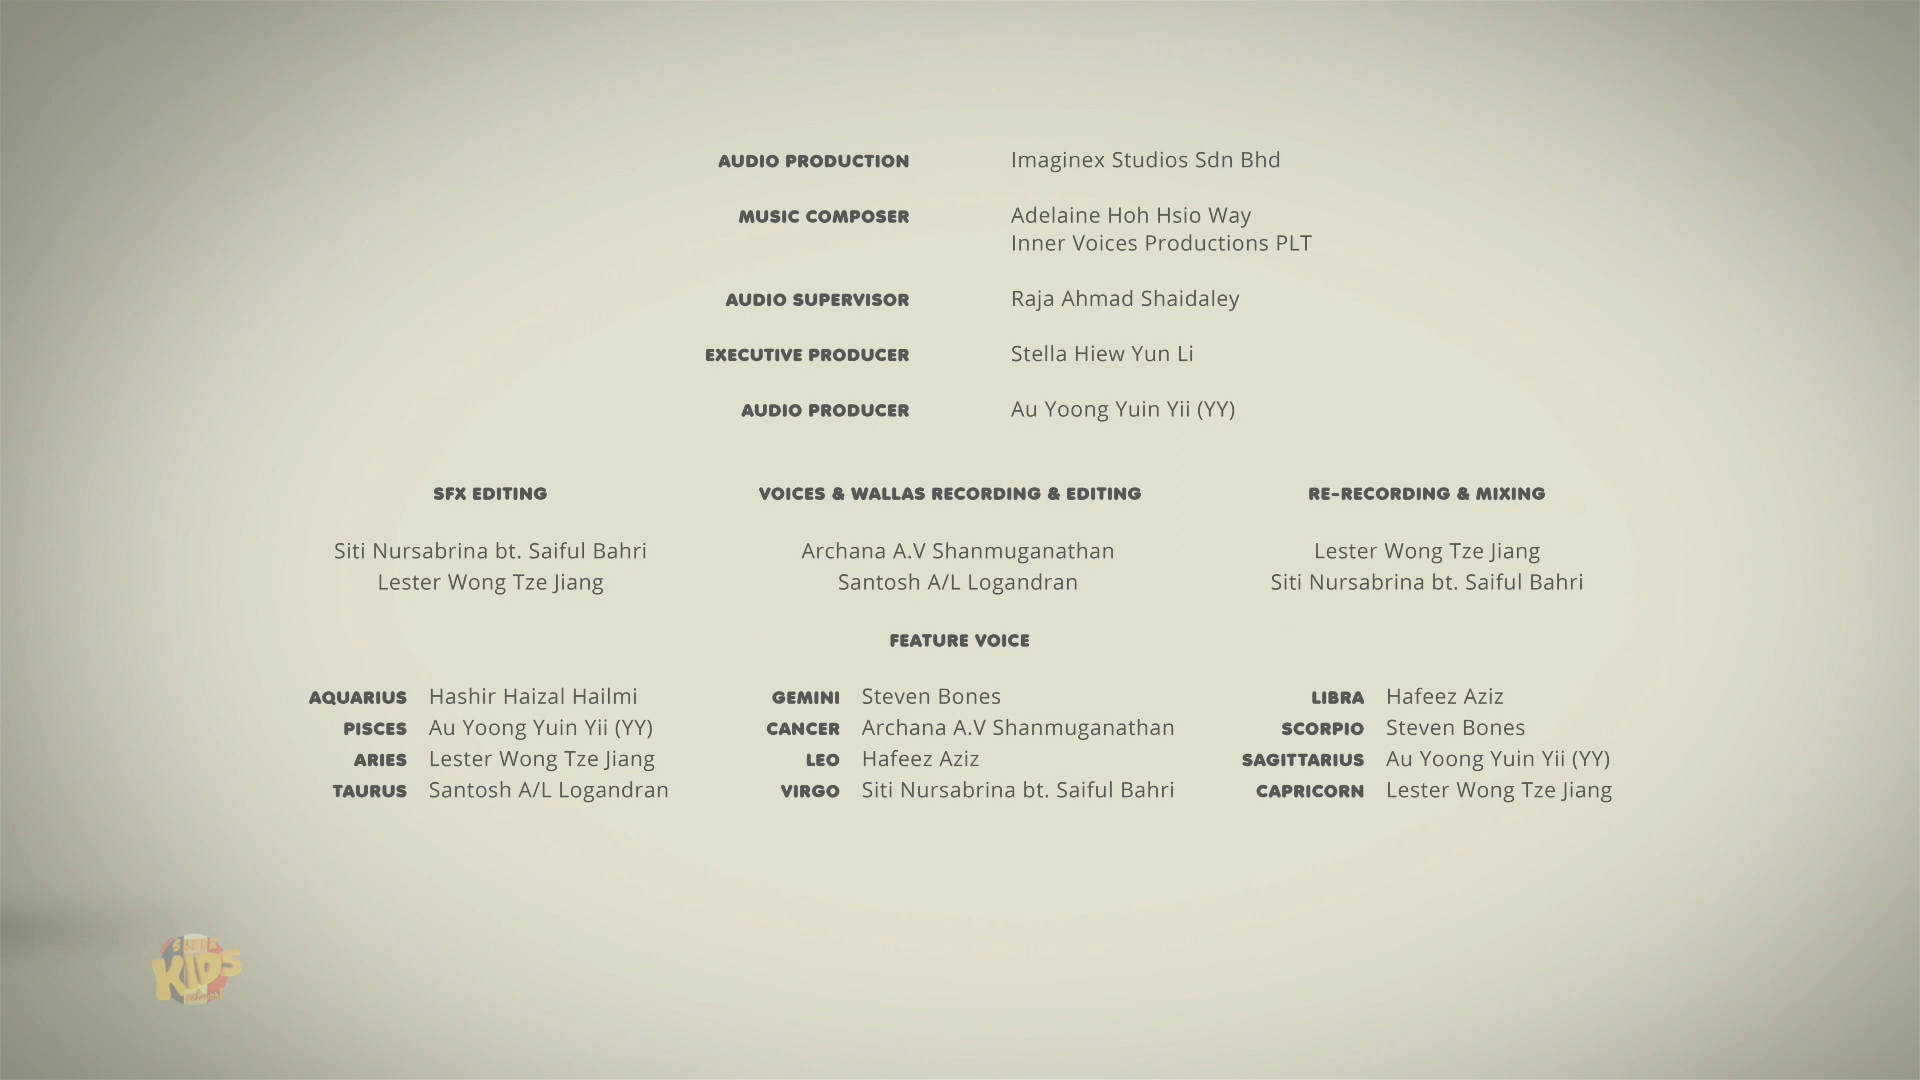 AUDIO PRODUCTION Imaginex Studios Sdn Bhd
MUSIC COMPOSER Adelaine Hoh Hsio Way
Inner Voices Productions PLT
AUDIO SUPERVISOR Raja Ahmad Shaidaley
EXECUTIVE PRODUCER Stella Hiew Yun Li
AUDIO PRODUCER Au Yoong Yuin Yii (YY)
SFX EDITING
Siti Nursabrina bt. Saiful Bahri
Lester Wong Tze Jiang
VOICES & WALLAS RECORDING & EDITING
Archana A.V Shanmuganathan
Santosh A/L Logandran
RE-RECORDING & MIXING
Lester Wong Tze Jiang
Siti Nursabrina bt. Saiful Bahri
FEATURE VOICE
AQUARIUS Hashir Haizal Hailmi
PISCES Au Yoong Yuin Yii (YY)
ARIES Lester Wong Tze Jiang
TAURUS Santosh A/L Logandran
GEMINI Steven Bones
CANCER Archana A.V Shanmuganathan
LEO Hafeez Aziz
VIRGO Siti Nursabrina bt. Saiful Bahri
LIBRA Hafeez Aziz
SCORPIO Steven Bones
SAGITTARIUS Au Yoong Yuin Yii (YY)
CAPRICORN Lester Wong Tze Jiang
SUPER
KIDS